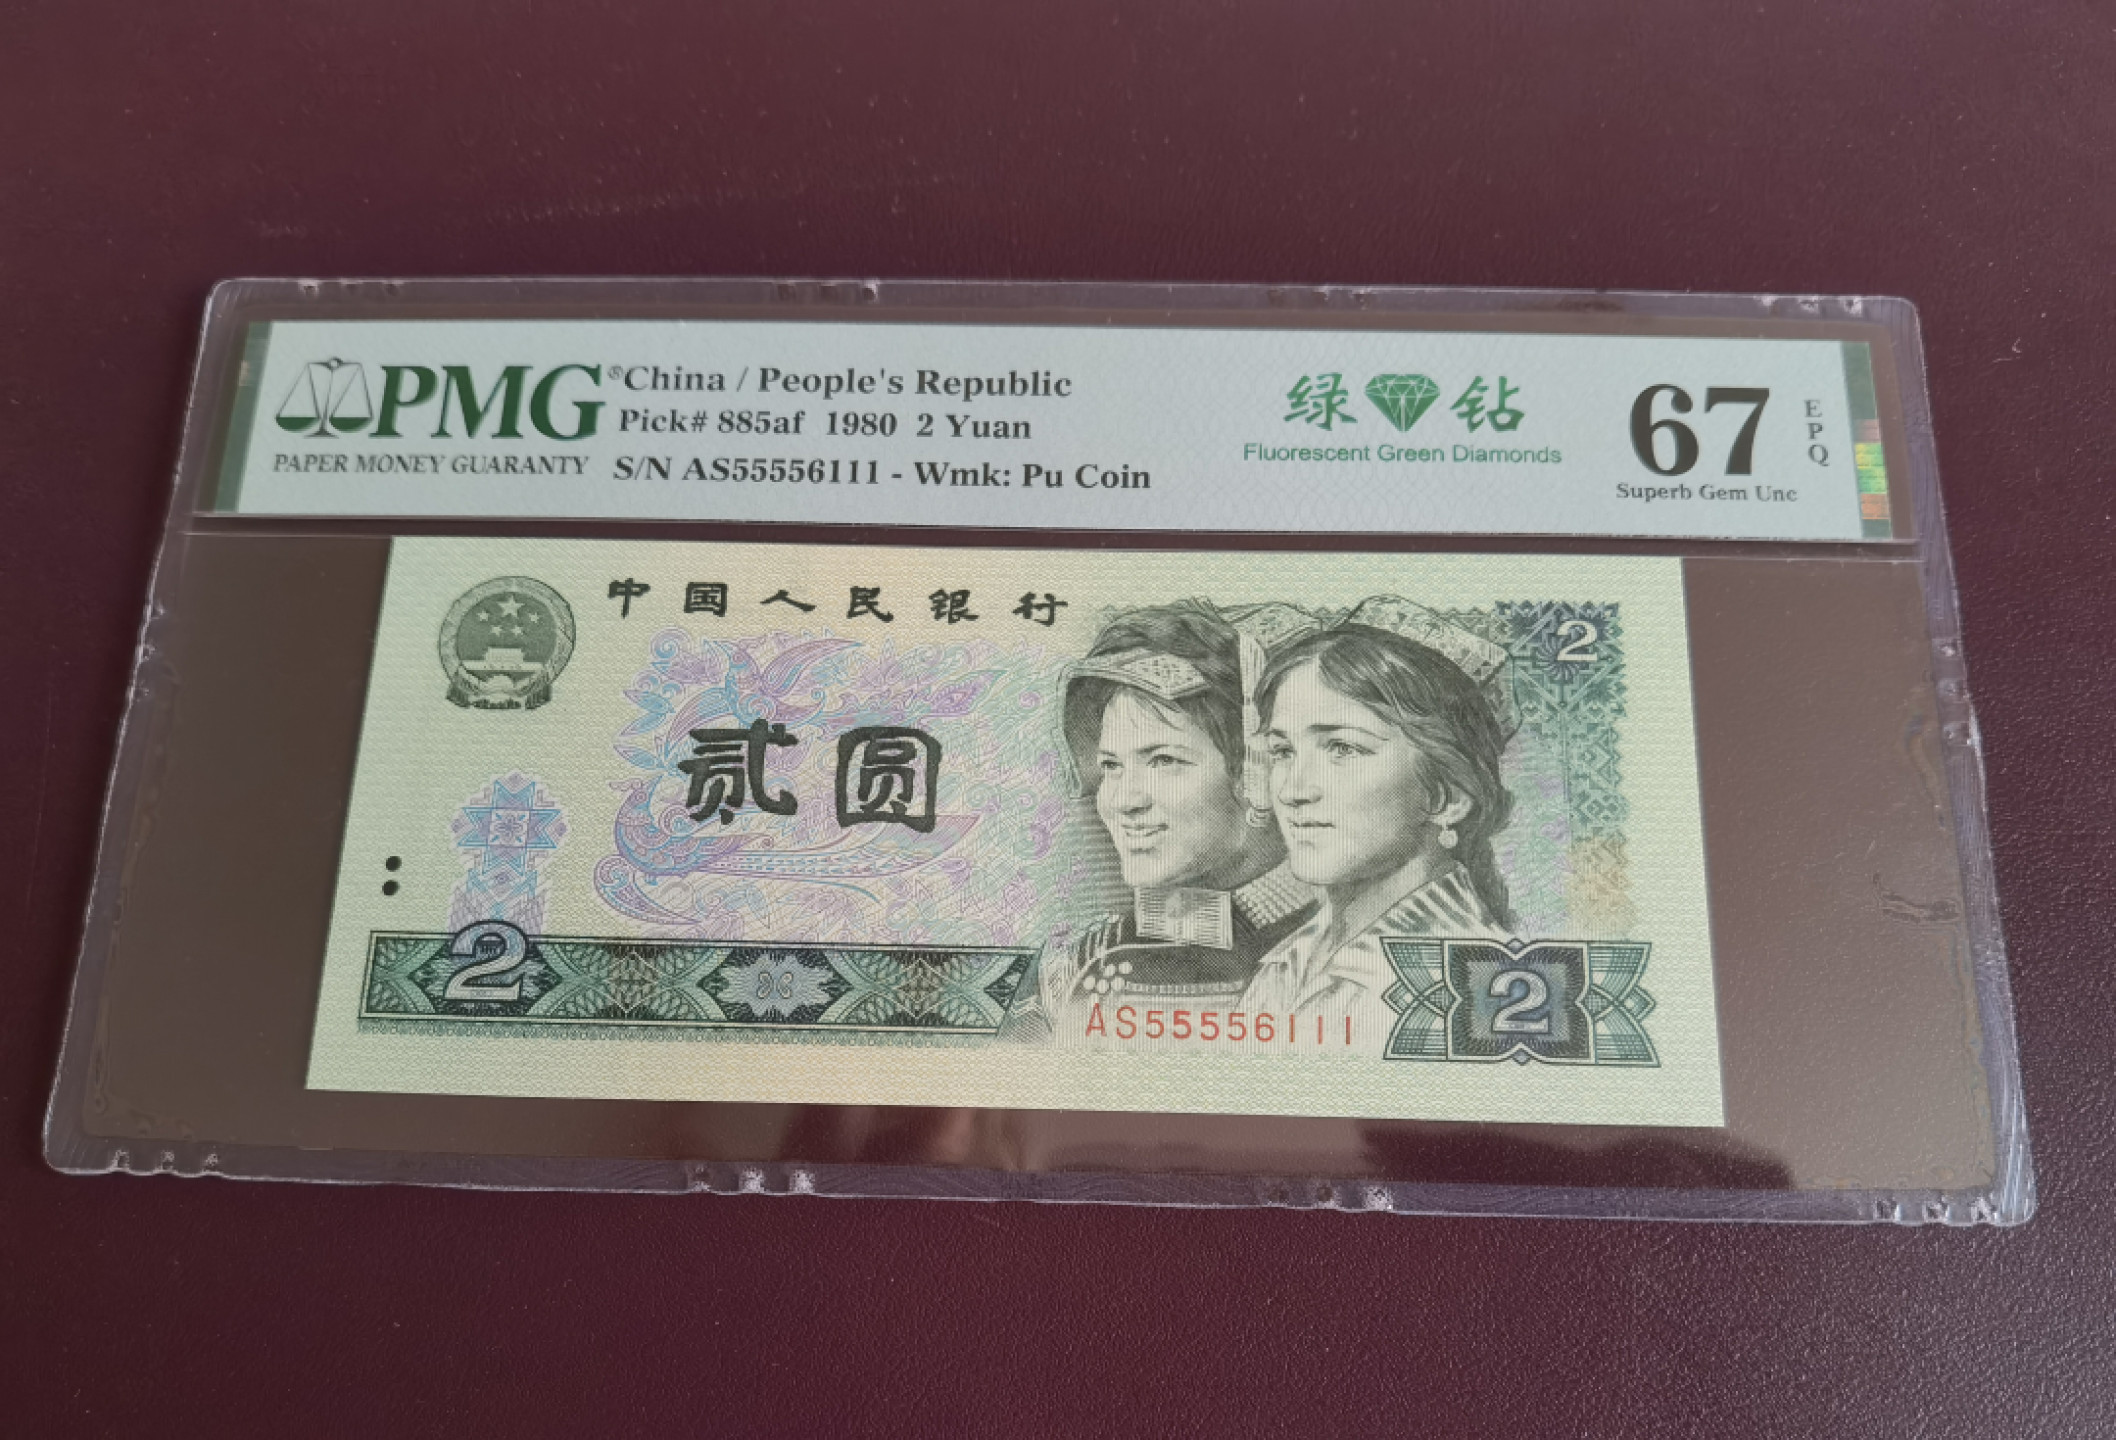 PMG®
PAPER MONEY GUARANTY
China / People's Republic
Pick# 885af 1980 2 Yuan
S/N AS55556111 - Wmk: Pu Coin
绿 钻
Fluorescent Green Diamonds
67
EPQ
Superb Gem Unc
中国人民银行
2
贰圆
2
AS55556111
2